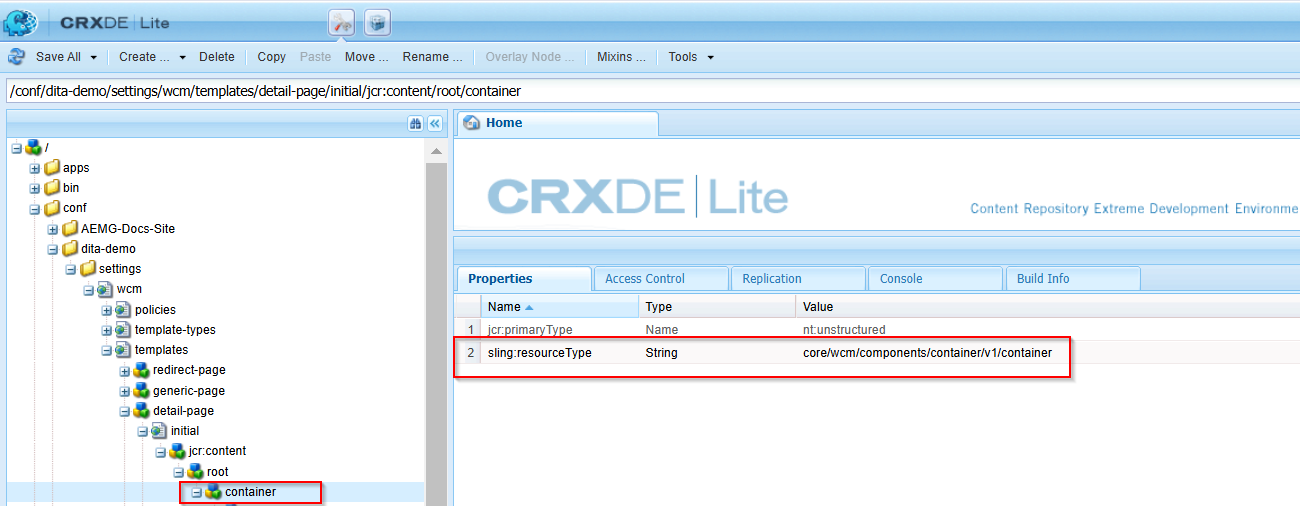 CRXDE | Lite
Save All Create ... Delete Copy Paste Move ... Rename ... Overlay Node ... Mixins ... Tools
/conf/dita-demo/settings/wcm/templates/detail-page/initial/jcr:content/root/container
Home
/
apps
bin
conf
AEMG-Docs-Site
dita-demo
settings
wcm
policies
template-types
templates
redirect-page
generic-page
detail-page
initial
jcr:content
root
container
CRXDE | Lite
Content Repository Extreme Development Environme
Properties Access Control Replication Console Build Info
Name Type Value
1 jcr:primaryType Name nt:unstructured
2 sling:resourceType String core/wcm/components/container/v1/container